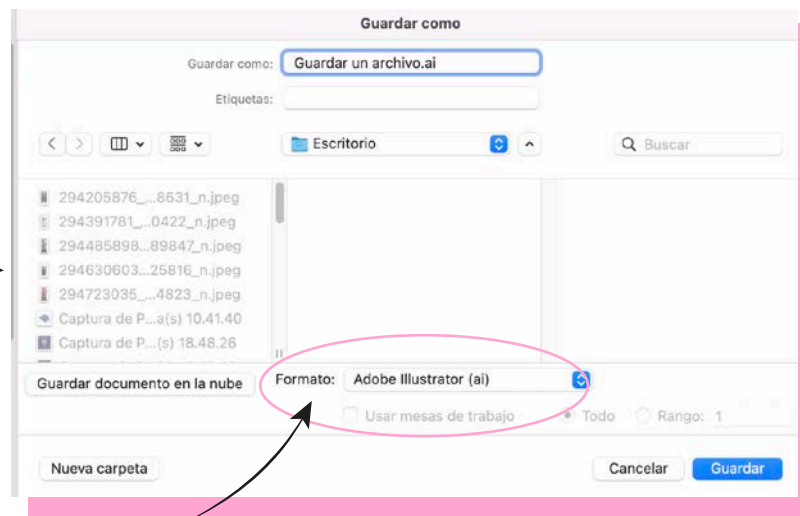 Guardar como
Guardar como: Guardar un archivo.ai
Etiquetas:
Escritorio Buscar
294205876_...8631_n.jpeg
294391781_...0422_n.jpeg
294485898...89847_n.jpeg
294630603...25816_n.jpeg
294723035_...4823_n.jpeg
Captura de P...a(s) 10.41.40
Captura de P...(s) 18.48.26
Guardar documento en la nube Formato: Adobe Illustrator (ai)
Usar mesas de trabajo Todo Rango: 1
Nueva carpeta Cancelar Guardar